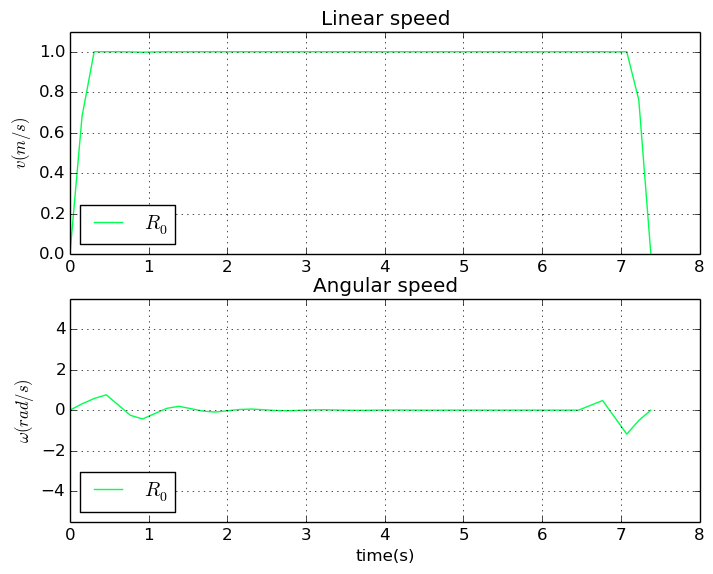 Linear speed
1.0
0.8
0.6
0.4
0.2
0.0
v(m/s)
R₀
0 1 2 3 4 5 6 7 8
Angular speed
4
2
0
−2
−4
ω(rad/s)
R₀
0 1 2 3 4 5 6 7 8
time(s)